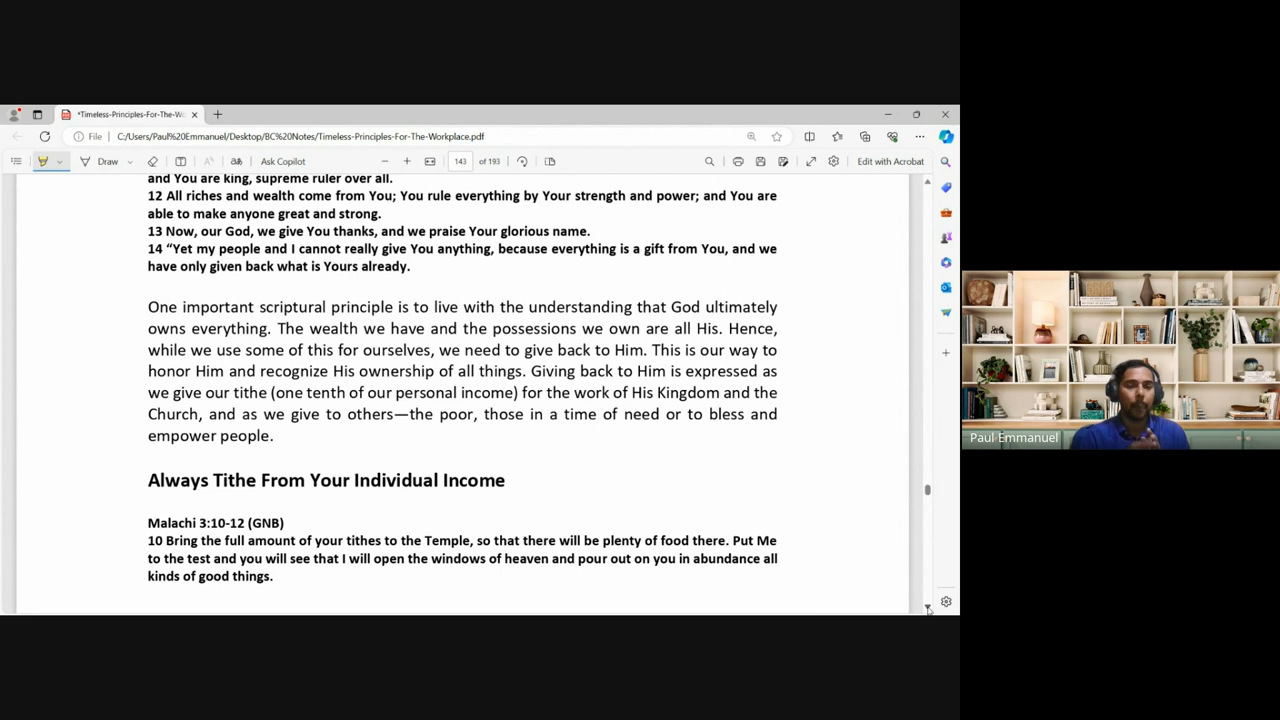 *Timeless-Principles-For-The-Wo
File
C:/Users/Paul%20Emmanuel/Desktop/BC%20Notes/Timeless-Principles-For-The-Workplace.pdf
Draw
Ask Copilot
143 of 193
Edit with Acrobat
and You are king, supreme ruler over all.
12 All riches and wealth come from You; You rule everything by Your strength and power; and You are
able to make anyone great and strong.
13 Now, our God, we give You thanks, and we praise Your glorious name.
14 “Yet my people and I cannot really give You anything, because everything is a gift from You, and we
have only given back what is Yours already.
One important scriptural principle is to live with the understanding that God ultimately
owns everything. The wealth we have and the possessions we own are all His. Hence,
while we use some of this for ourselves, we need to give back to Him. This is our way to
honor Him and recognize His ownership of all things. Giving back to Him is expressed as
we give our tithe (one tenth of our personal income) for the work of His Kingdom and the
Church, and as we give to others—the poor, those in a time of need or to bless and
empower people.
Always Tithe From Your Individual Income
Malachi 3:10-12 (GNB)
10 Bring the full amount of your tithes to the Temple, so that there will be plenty of food there. Put Me
to the test and you will see that I will open the windows of heaven and pour out on you in abundance all
kinds of good things.
Paul Emmanuel